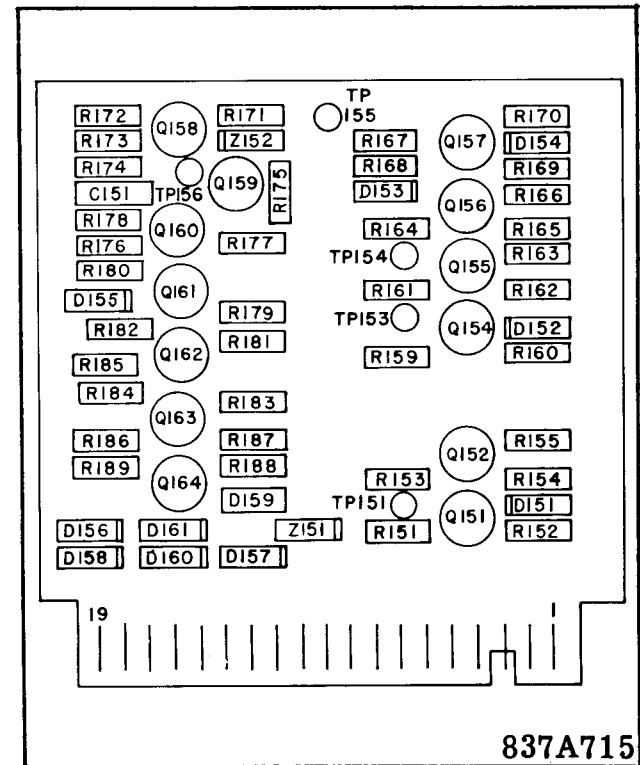 TP
R172 R171 155 R170
Q158 Q157
R173 Z152 R167 D154
R174 R168 R169
Q159 R175
C151 TP156 D153 R166
Q156
R178 Q160 R164 R165
R176 R177 TP154 R163
R180 Q155
D155 Q161 R161 R162
R179 TP153
R182 Q154 D152
R181
Q162 R159 R160
R185
R184 R183
Q163
R186 R187 R155
Q152
R189 R188
Q164 R153 R154
D159 TP151 D151
Q151
D156 D161 Z151 R151 R152
D158 D160 D157
19 1
837A715